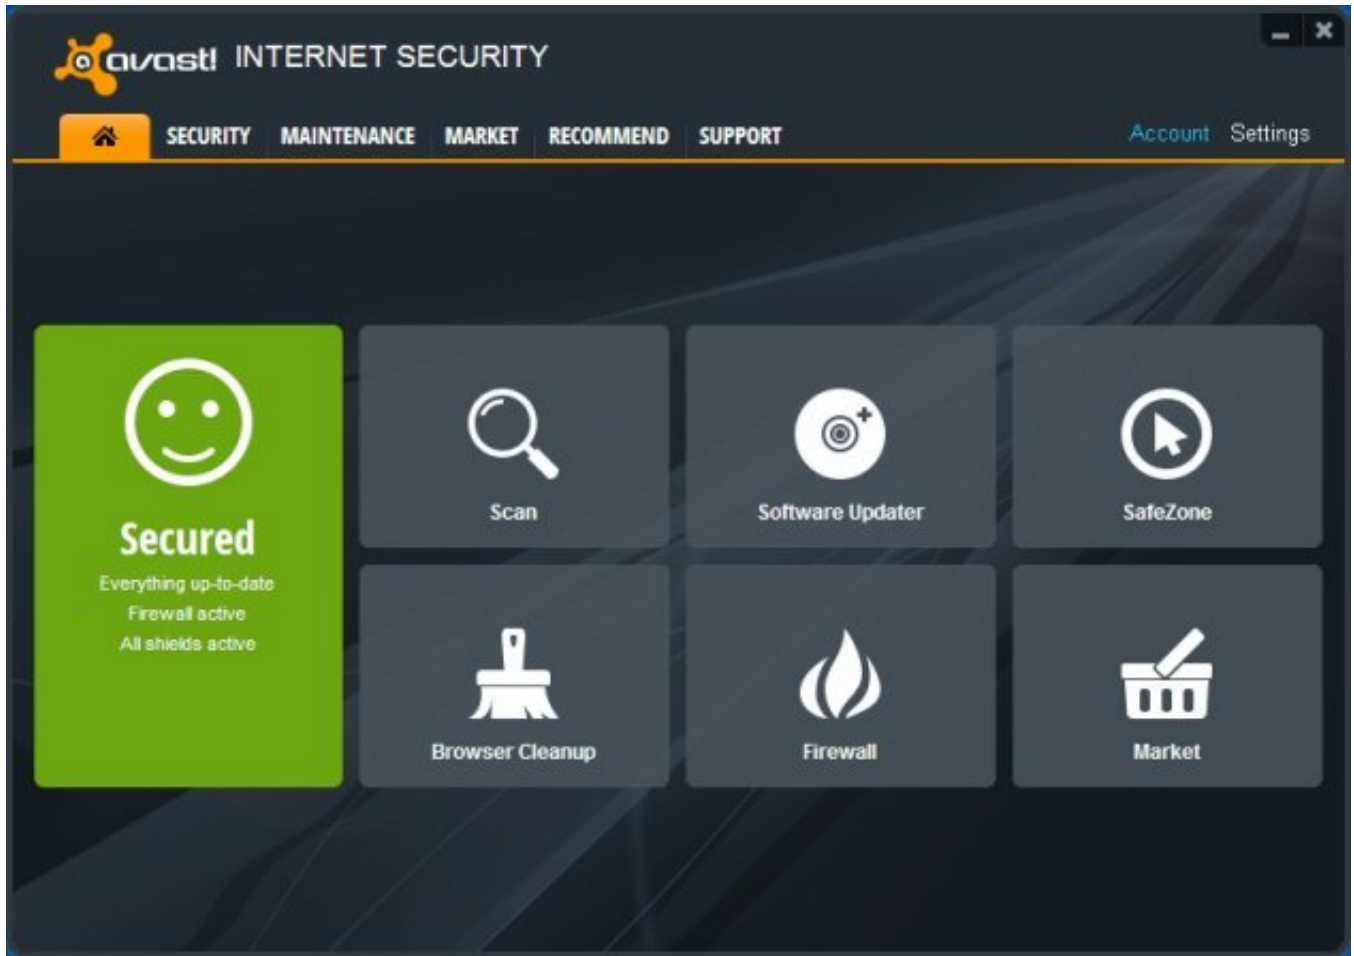 avast! INTERNET SECURITY
SECURITY MAINTENANCE MARKET RECOMMEND SUPPORT Account Settings
Secured
Everything up-to-date
Firewall active
All shields active
Scan
Software Updater
SafeZone
Browser Cleanup
Firewall
Market